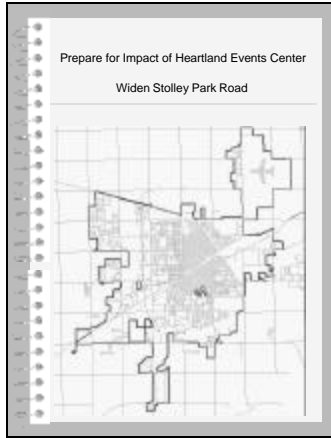 Prepare for Impact of Heartland Events Center
Widen Stolley Park Road